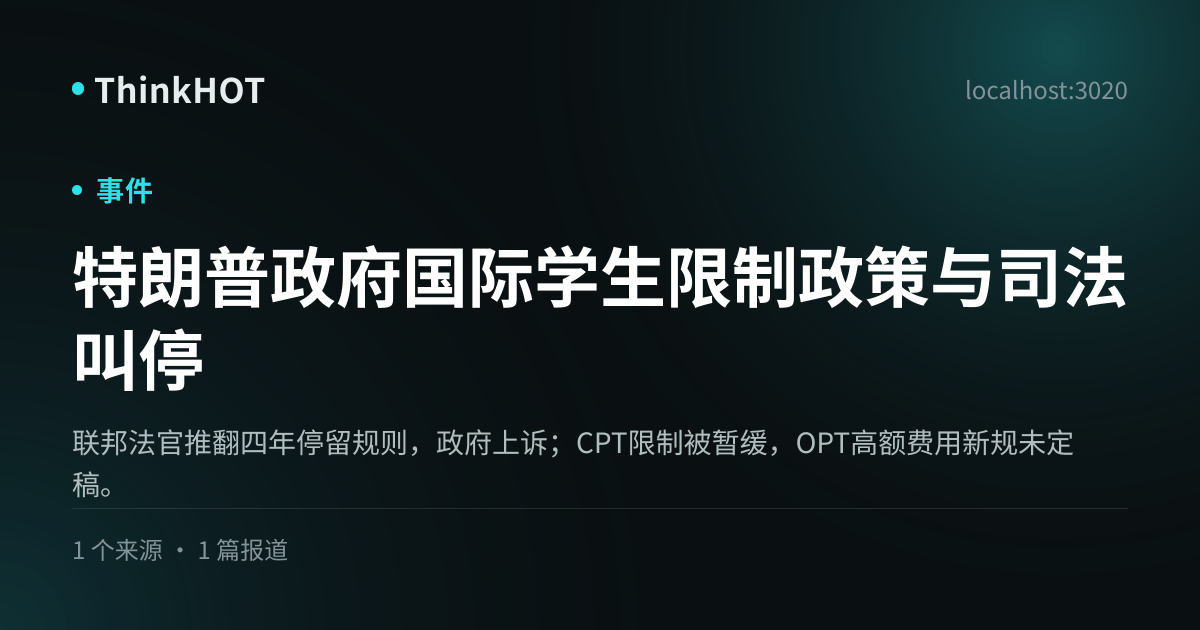 ThinkHOT
localhost:3020
事件
特朗普政府国际学生限制政策与司法
叫停
联邦法官推翻四年停留规则，政府上诉；CPT限制被暂缓，OPT高额费用新规未定
稿。
1 个来源 · 1 篇报道